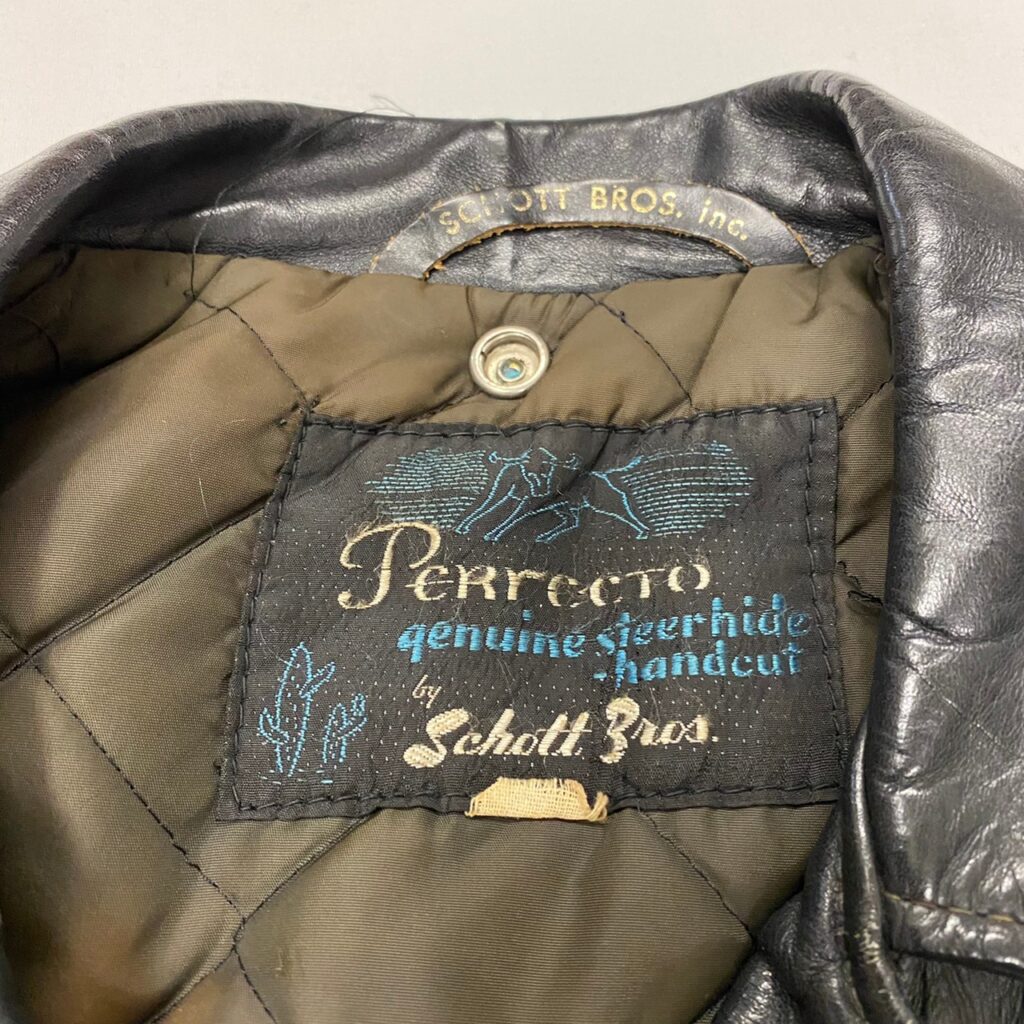 SCHOTT BROS. inc.
PERFECTO
genuine steerhide
-handcut
by
Schott Bros.